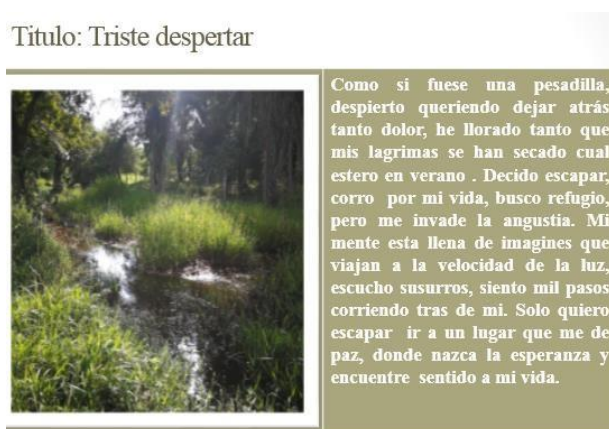 Titulo: Triste despertar
Como si fuese una pesadilla,
despierto queriendo dejar atrás
tanto dolor, he llorado tanto que
mis lagrimas se han secado cual
estero en verano . Decido escapar,
corro por mi vida, busco refugio,
pero me invade la angustia. Mi
mente esta llena de imagines que
viajan a la velocidad de la luz,
escucho susurros, siento mil pasos
corriendo tras de mi. Solo quiero
escapar ir a un lugar que me de
paz, donde nazca la esperanza y
encuentre sentido a mi vida.